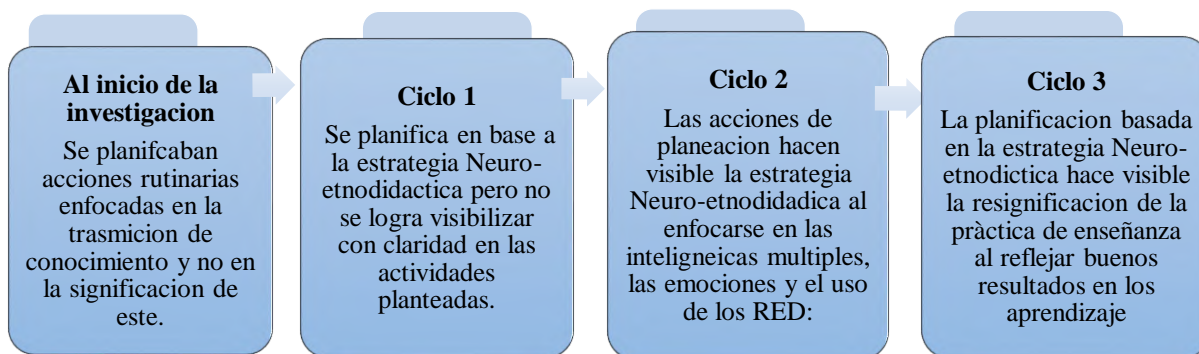 Al inicio de la
investigacion
Se planifcaban
acciones rutinarias
enfocadas en la
trasmicion de
conocimiento y no en
la significacion de
este.
Ciclo 1
Se planifica en base a
la estrategia Neuro-
etnodidactica pero no
se logra visibilizar
con claridad en las
actividades
planteadas.
Ciclo 2
Las acciones de
planeacion hacen
visible la estrategia
Neuro-etnodidadica al
enfocarse en las
inteligneicas multiples,
las emociones y el uso
de los RED:
Ciclo 3
La planificacion basada
en la estrategia Neuro-
etnodictica hace visible
la resignificacion de la
pràctica de enseñanza
al reflejar buenos
resultados en los
aprendizaje